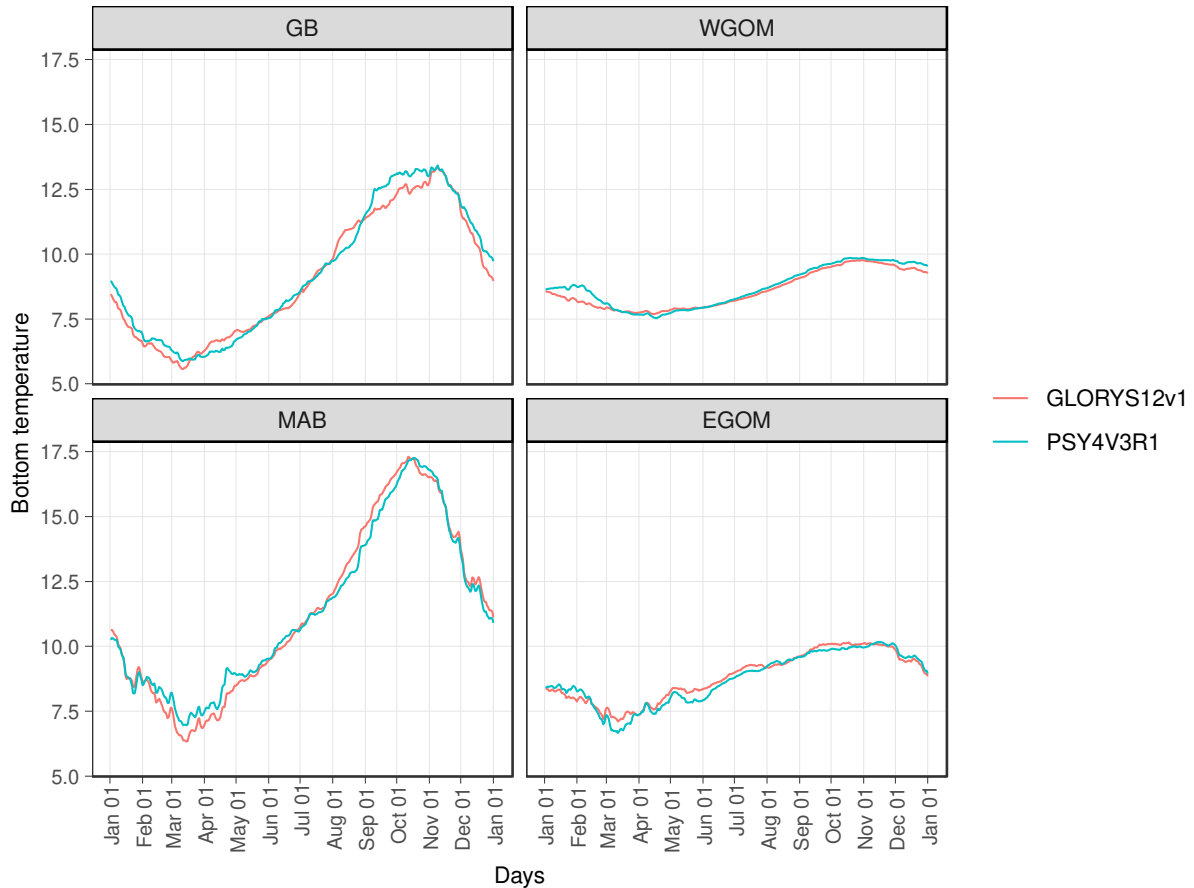 GB
WGOM
17.5
15.0
12.5
10.0
7.5
5.0
MAB
EGOM
17.5
15.0
12.5
10.0
7.5
5.0
Bottom temperature
Jan 01
Feb 01
Mar 01
Apr 01
May 01
Jun 01
Jul 01
Aug 01
Sep 01
Oct 01
Nov 01
Dec 01
Jan 01
Jan 01
Feb 01
Mar 01
Apr 01
May 01
Jun 01
Jul 01
Aug 01
Sep 01
Oct 01
Nov 01
Dec 01
Jan 01
Days
GLORYS12v1
PSY4V3R1